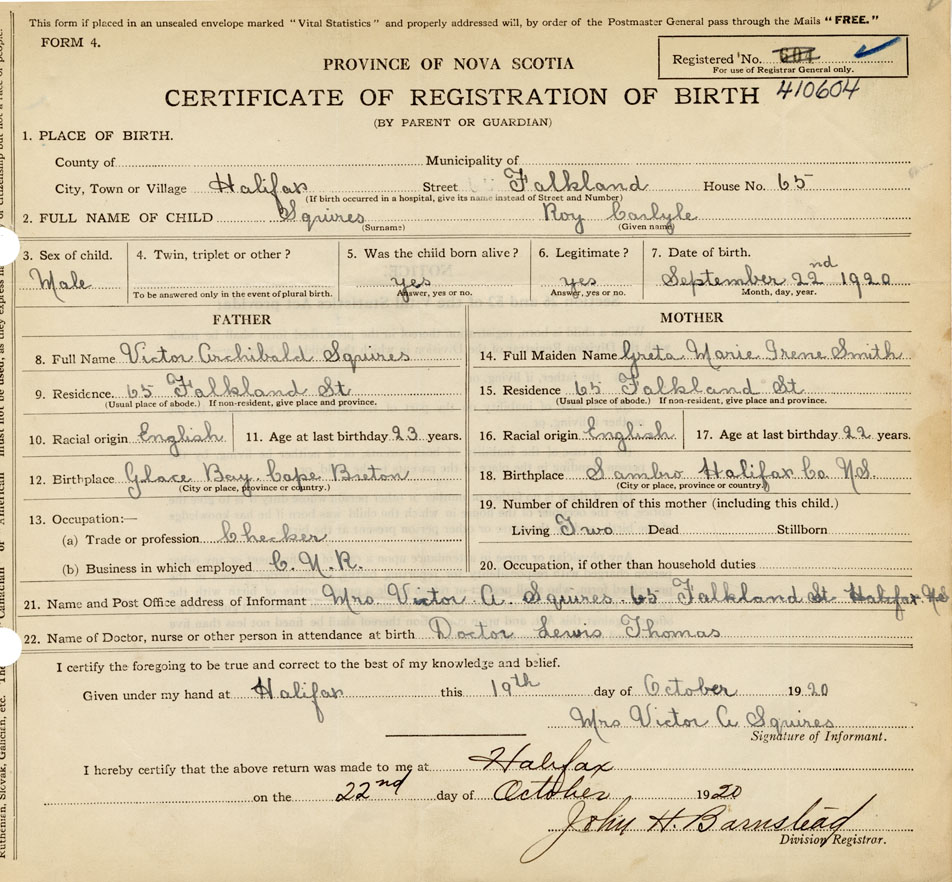 This form if placed in an unsealed envelope marked "Vital Statistics" and properly addressed will, by order of the Postmaster General pass through the Mails "FREE."
FORM 4.
Registered No. 604
For use of Registrar General only.
410604
PROVINCE OF NOVA SCOTIA
CERTIFICATE OF REGISTRATION OF BIRTH
(BY PARENT OR GUARDIAN)
1. PLACE OF BIRTH.
County of Municipality of
City, Town or Village Halifax Street Falkland House No. 65
(If birth occurred in a hospital, give its name instead of Street and Number)
2. FULL NAME OF CHILD Squires Roy Carlyle
(Surname) (Given name)
3. Sex of child. 4. Twin, triplet or other? 5. Was the child born alive? 6. Legitimate? 7. Date of birth.
Male yes yes September 22nd 1920
To be answered only in the event of plural birth. Answer, yes or no. Answer, yes or no. Month, day, year.
FATHER
8. Full Name Victor Archibald Squires
9. Residence. 65 Falkland St
(Usual place of abode.) If non-resident, give place and province.
10. Racial origin English 11. Age at last birthday 23 years.
12. Birthplace Glace Bay. Cape Breton
(City or place, province or country.)
13. Occupation:—
(a) Trade or profession Checker
(b) Business in which employed C. N. R.
MOTHER
14. Full Maiden Name Greta Marie Irene Smith
15. Residence 65 Falkland St
(Usual place of abode.) If non-resident, give place and province.
16. Racial origin English 17. Age at last birthday 22 years.
18. Birthplace Sambro Halifax Co N.S.
(City or place, province or country.)
19. Number of children of this mother (including this child.)
Living Two Dead Stillborn
20. Occupation, if other than household duties
21. Name and Post Office address of Informant Mrs. Victor A. Squires. 65 Falkland St Halifax NS
22. Name of Doctor, nurse or other person in attendance at birth Doctor Lewis Thomas
I certify the foregoing to be true and correct to the best of my knowledge and belief.
Given under my hand at Halifax this 19th day of October 1920
Mrs Victor A Squires
Signature of Informant.
I hereby certify that the above return was made to me at Halifax
on the 22nd day of October 1920
John H. Barnstead
Division Registrar.